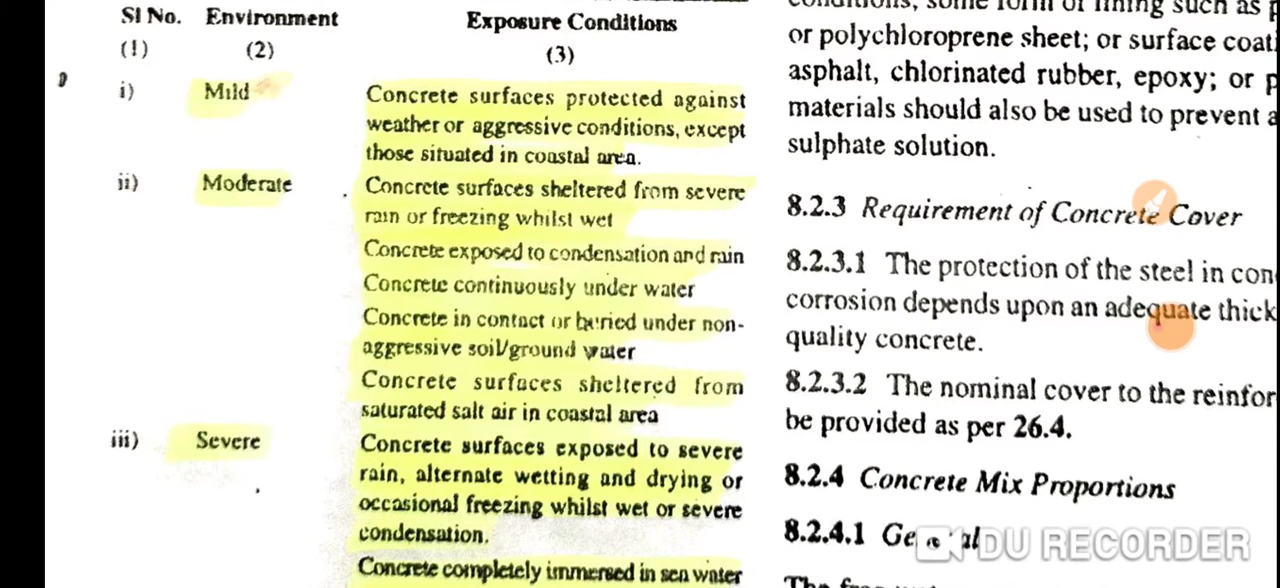 Sl No.
Environment
Exposure Conditions
(1)
(2)
(3)
i)
Mild
Concrete surfaces protected against
weather or aggressive conditions, except
those situated in coastal area.
ii)
Moderate
Concrete surfaces sheltered from severe
rain or freezing whilst wet
Concrete exposed to condensation and rain
Concrete continuously under water
Concrete in contact or buried under non-
aggressive soil/ground water
Concrete surfaces sheltered from
saturated salt air in coastal area
iii)
Severe
Concrete surfaces exposed to severe
rain, alternate wetting and drying or
occasional freezing whilst wet or severe
condensation.
Concrete completely immersed in sea water
some form of lining such as
or polychloroprene sheet; or surface
asphalt, chlorinated rubber, epoxy; or
materials should also be used to prevent
sulphate solution.
8.2.3 Requirement of Concrete Cover
8.2.3.1 The protection of the steel in
corrosion depends upon an adequate
quality concrete.
8.2.3.2 The nominal cover to the
be provided as per 26.4.
8.2.4 Concrete Mix Proportions
8.2.4.1
DU RECORDER